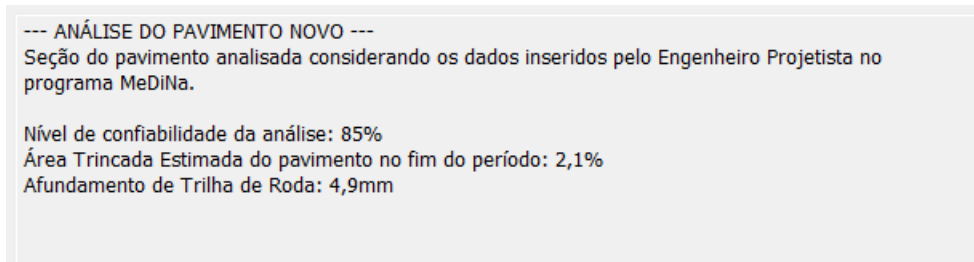 --- ANÁLISE DO PAVIMENTO NOVO ---
Seção do pavimento analisada considerando os dados inseridos pelo Engenheiro Projetista no
programa MeDiNa.
Nível de confiabilidade da análise: 85%
Área Trincada Estimada do pavimento no fim do período: 2,1%
Afundamento de Trilha de Roda: 4,9mm